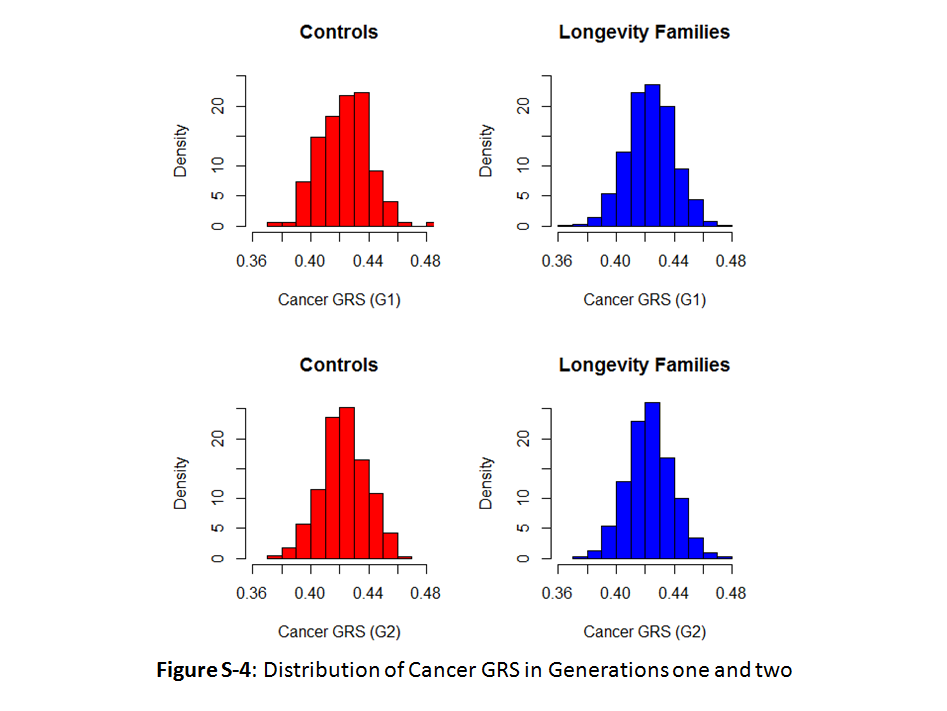 Controls
Longevity Families
Density
0 5 10 20
0.36 0.40 0.44 0.48
Cancer GRS (G1)
Density
0 5 10 20
0.36 0.40 0.44 0.48
Cancer GRS (G1)
Controls
Longevity Families
Density
0 5 10 20
0.36 0.40 0.44 0.48
Cancer GRS (G2)
Density
0 5 10 20
0.36 0.40 0.44 0.48
Cancer GRS (G2)
Figure S-4: Distribution of Cancer GRS in Generations one and two